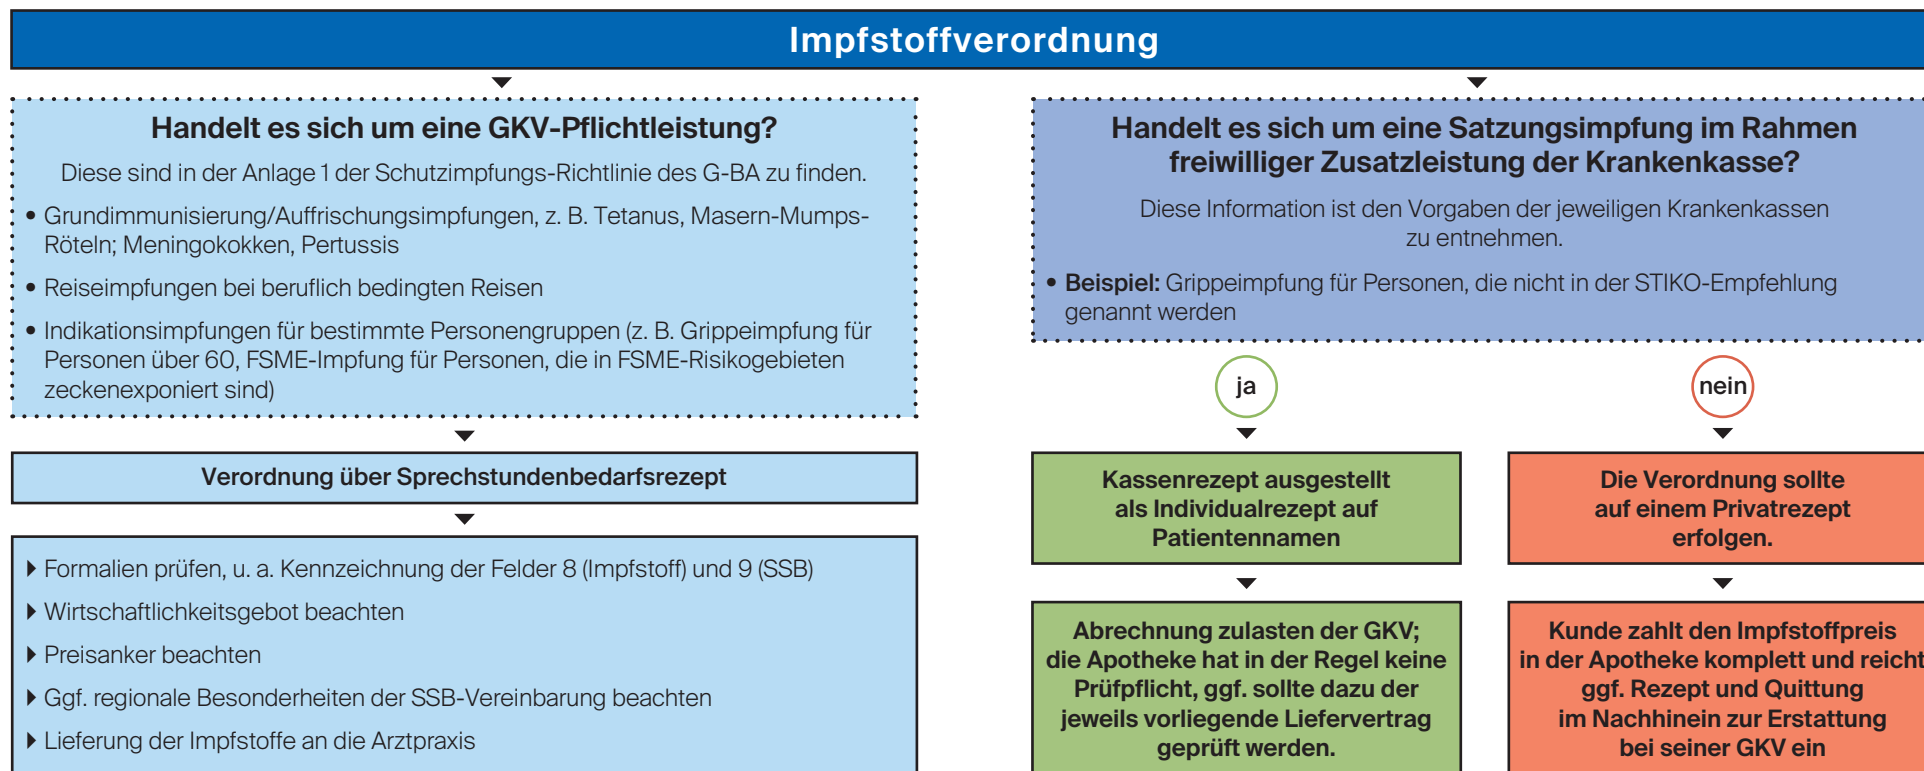 Impfstoffverordnung
Handelt es sich um eine GKV-Pflichtleistung?
Diese sind in der Anlage 1 der Schutzimpfungs-Richtlinie des G-BA zu finden.
• Grundimmunisierung/Auffrischungsimpfungen, z. B. Tetanus, Masern-Mumps-
Röteln; Meningokokken, Pertussis
• Reiseimpfungen bei beruflich bedingten Reisen
• Indikationsimpfungen für bestimmte Personengruppen (z. B. Grippeimpfung für
Personen über 60, FSME-Impfung für Personen, die in FSME-Risikogebieten
zeckenexponiert sind)
Verordnung über Sprechstundenbedarfsrezept
Formalien prüfen, u. a. Kennzeichnung der Felder 8 (Impfstoff) und 9 (SSB)
Wirtschaftlichkeitsgebot beachten
Preisanker beachten
Ggf. regionale Besonderheiten der SSB-Vereinbarung beachten
Lieferung der Impfstoffe an die Arztpraxis
Handelt es sich um eine Satzungsimpfung im Rahmen
freiwilliger Zusatzleistung der Krankenkasse?
Diese Information ist den Vorgaben der jeweiligen Krankenkassen
zu entnehmen.
• Beispiel: Grippeimpfung für Personen, die nicht in der STIKO-Empfehlung
genannt werden
ja
Kassenrezept ausgestellt
als Individualrezept auf
Patientennamen
Abrechnung zulasten der GKV;
die Apotheke hat in der Regel keine
Prüfpflicht, ggf. sollte dazu der
jeweils vorliegende Liefervertrag
geprüft werden.
nein
Die Verordnung sollte
auf einem Privatrezept
erfolgen.
Kunde zahlt den Impfstoffpreis
in der Apotheke komplett und reicht
ggf. Rezept und Quittung
im Nachhinein zur Erstattung
bei seiner GKV ein